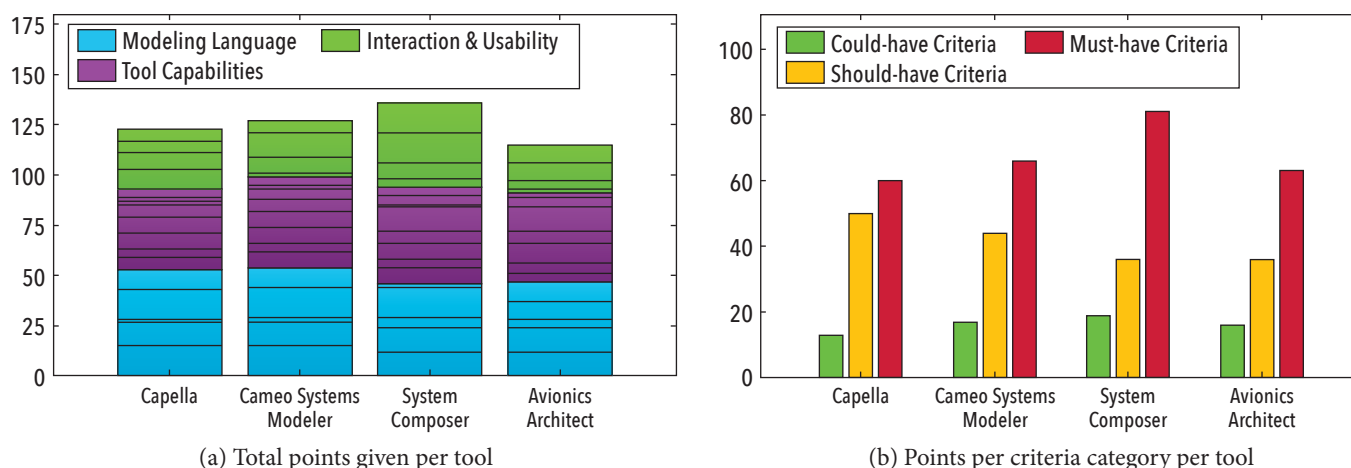 175
150
125
100
75
50
25
0
Modeling Language
Interaction & Usability
Tool Capabilities
Capella
Cameo Systems
Modeler
System
Composer
Avionics
Architect
(a) Total points given per tool
100
80
60
40
20
0
Could-have Criteria
Must-have Criteria
Should-have Criteria
Capella
Cameo Systems
Modeler
System
Composer
Avionics
Architect
(b) Points per criteria category per tool